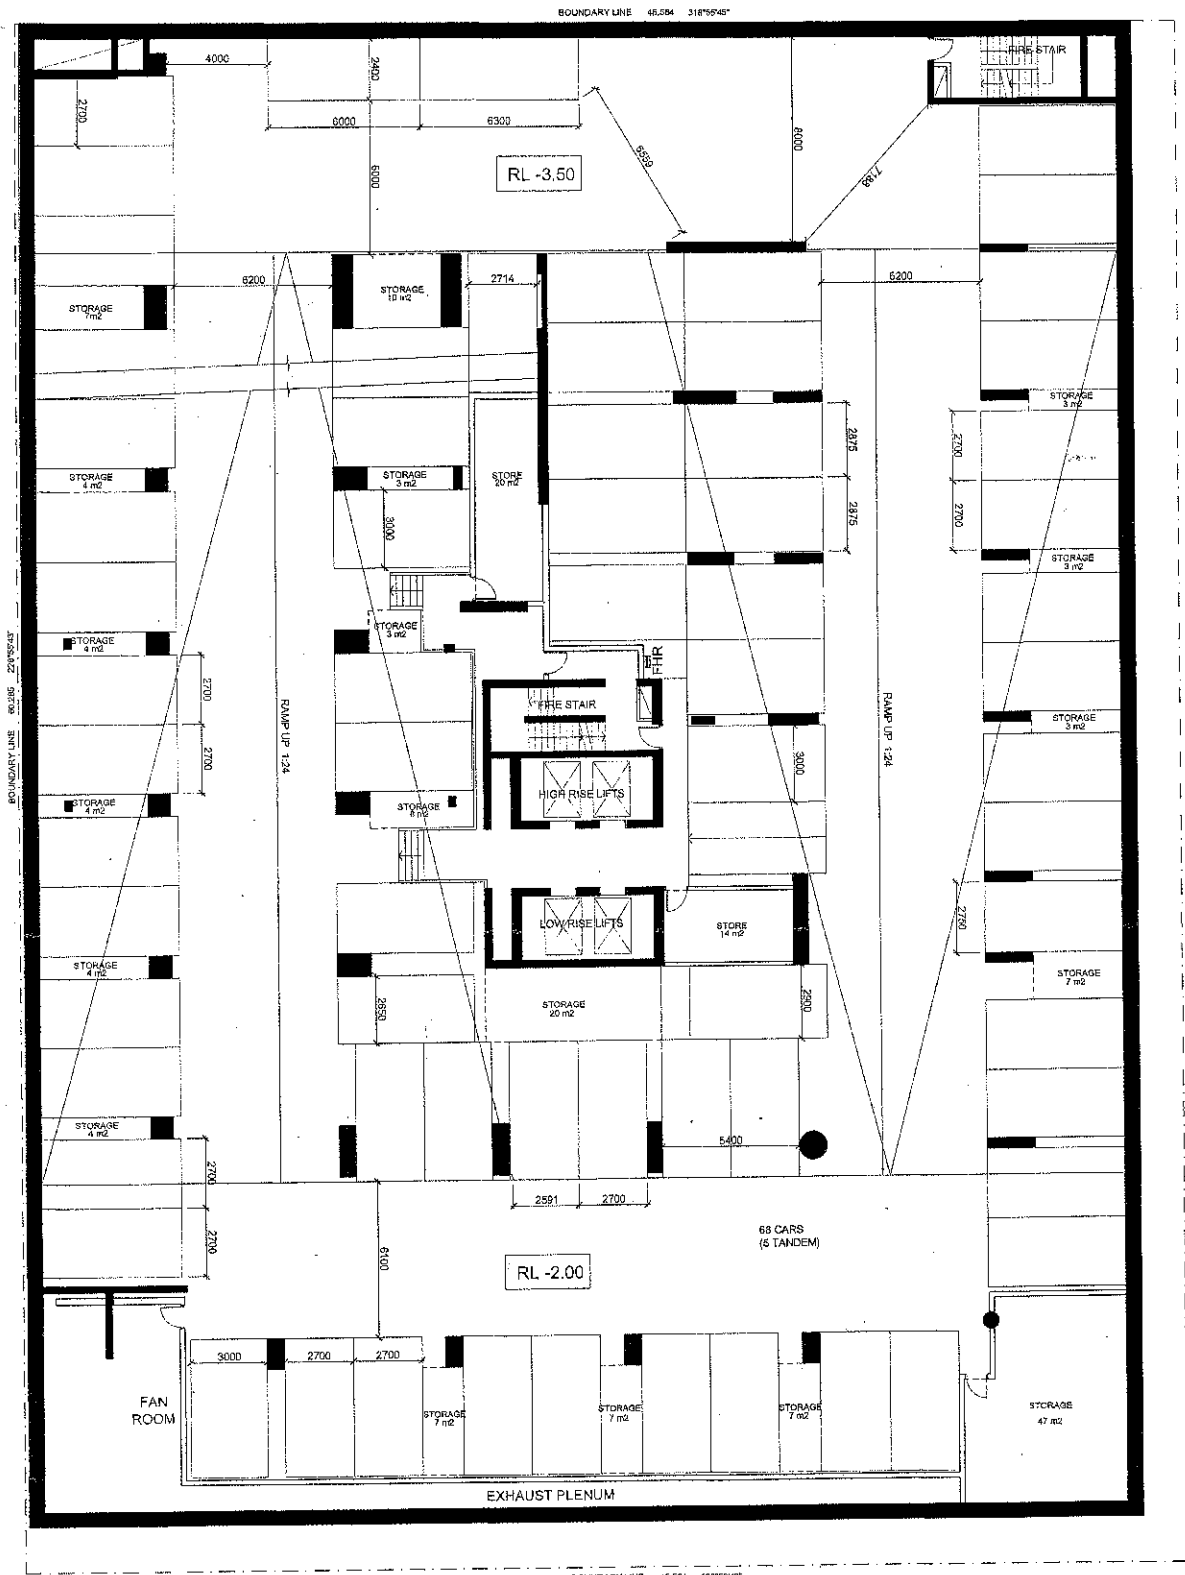 BOUNDARY LINE 46,584 318°55'45"
FIRE STAIR
4000
2400
2700
6000
6300
6000
8000
6559
7188
RL -3.50
6200
STORAGE
10 m2
2714
6200
STORAGE
7m2
STORAGE
3 m2
2875
2700
STORAGE
4 m2
STORAGE
3 m2
STORE
20 m2
2875
2700
3000
STORAGE
3 m2
STORAGE
4 m2
STORAGE
3 m2
FHR
2700
FIRE STAIR
RAMP UP 1:24
RAMP UP 1:24
STORAGE
3 m2
2700
3000
STORAGE
4 m2
STORAGE
HIGH RISE LIFTS
LOW RISE LIFTS
STORE
14 m2
2750
STORAGE
4 m2
STORAGE
7 m2
2650
STORAGE
20 m2
2900
STORAGE
4 m2
5400
2700
2591
2700
2700
68 CARS
(5 TANDEM)
6100
RL -2.00
3000
2700
2700
FAN
ROOM
STORAGE
7 m2
STORAGE
7 m2
STORAGE
7 m2
STORAGE
47 m2
EXHAUST PLENUM
BOUNDARY LINE